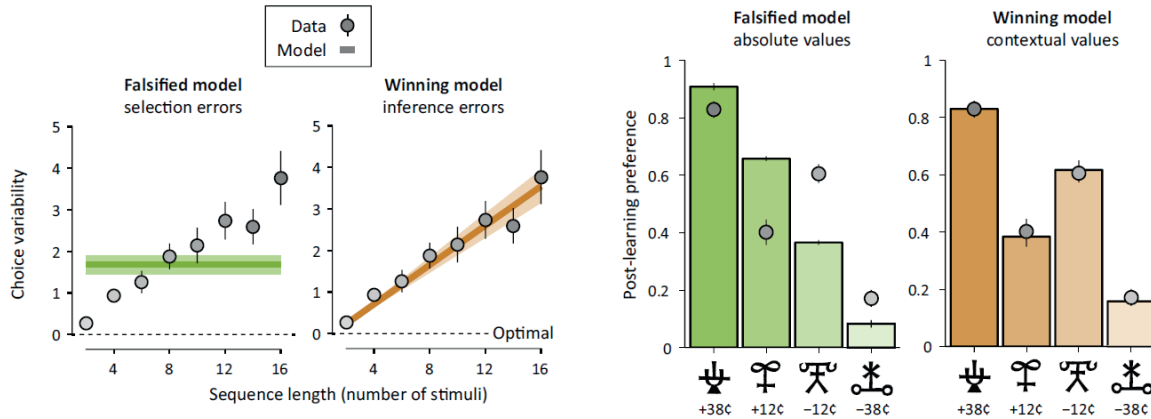 Data
Model
Falsified model
selection errors
Winning model
inference errors
Choice variability
5
4
3
2
1
0
4 8 12 16
5
4
3
2
1
0
Optimal
4 8 12 16
Sequence length (number of stimuli)
Falsified model
absolute values
Winning model
contextual values
Post-learning preference
1
0.8
0.6
0.4
0.2
0
+38¢ +12¢ −12¢ −38¢
1
0.8
0.6
0.4
0.2
0
+38¢ +12¢ −12¢ −38¢